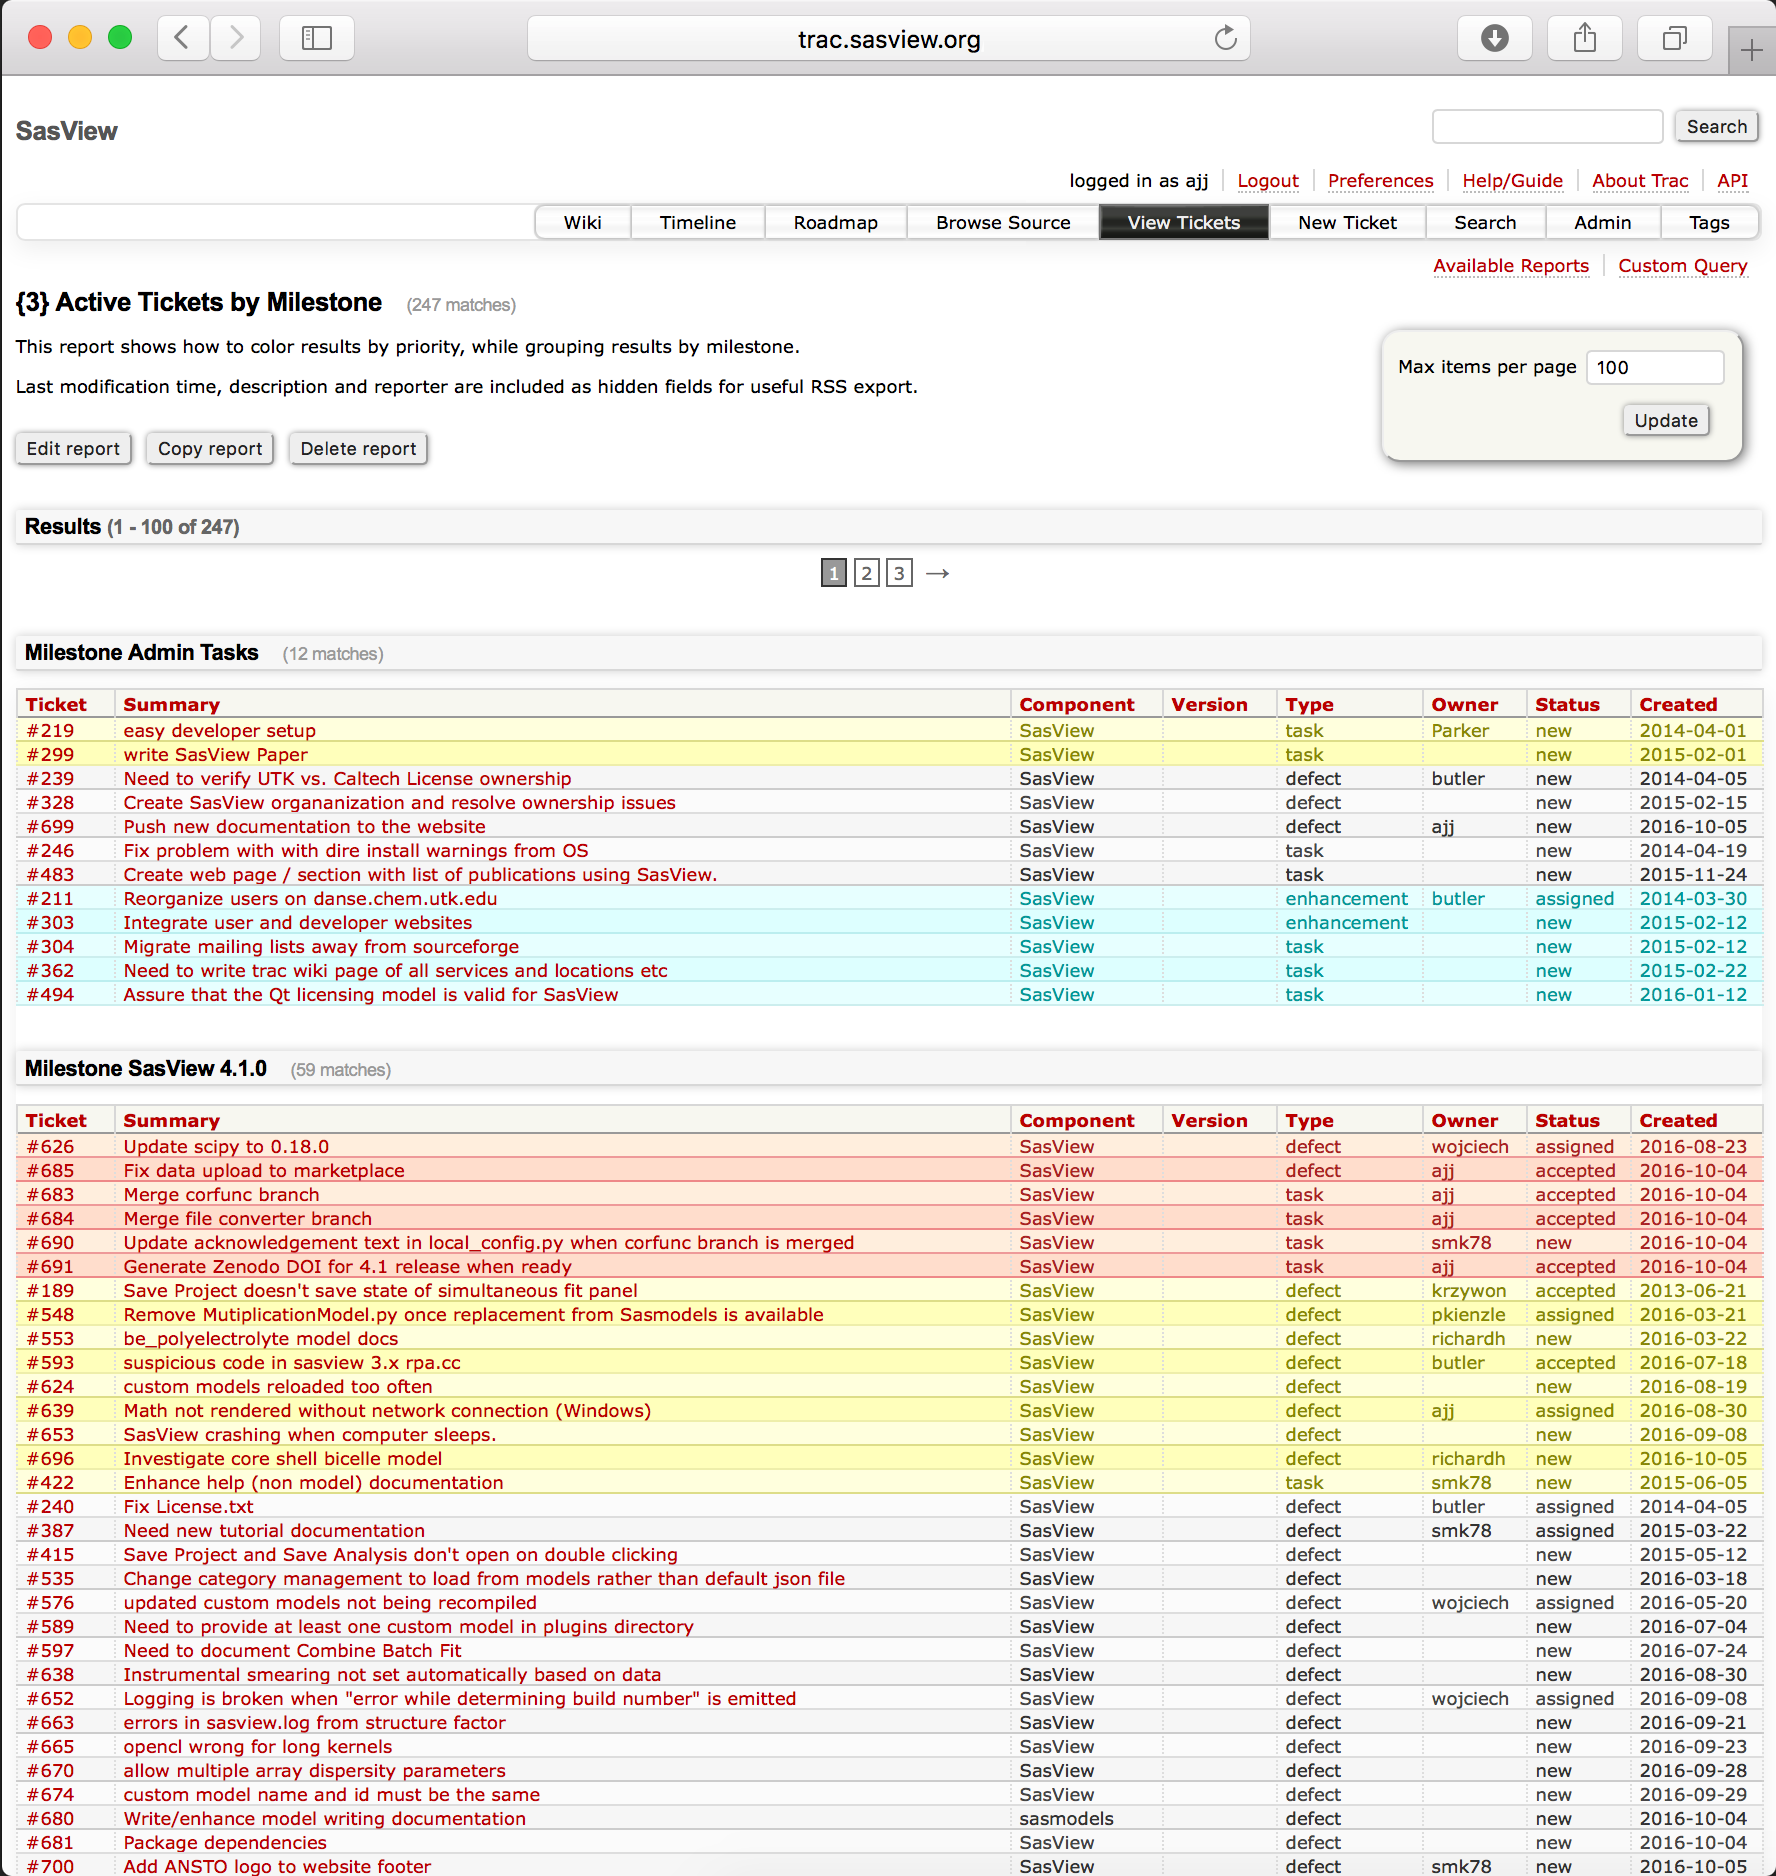 trac.sasview.org
SasView
Search
logged in as ajj Logout Preferences Help/Guide About Trac API
Wiki Timeline Roadmap Browse Source View Tickets New Ticket Search Admin Tags
Available Reports Custom Query
{3} Active Tickets by Milestone (247 matches)
This report shows how to color results by priority, while grouping results by milestone.
Last modification time, description and reporter are included as hidden fields for useful RSS export.
Max items per page 100
Update
Edit report Copy report Delete report
Results (1 - 100 of 247)
1 2 3 →
Milestone Admin Tasks (12 matches)
Ticket Summary Component Version Type Owner Status Created
#219 easy developer setup SasView task Parker new 2014-04-01
#299 write SasView Paper SasView task new 2015-02-01
#239 Need to verify UTK vs. Caltech License ownership SasView defect butler new 2014-04-05
#328 Create SasView organanization and resolve ownership issues SasView defect new 2015-02-15
#699 Push new documentation to the website SasView defect ajj new 2016-10-05
#246 Fix problem with with dire install warnings from OS SasView task new 2014-04-19
#483 Create web page / section with list of publications using SasView. SasView task new 2015-11-24
#211 Reorganize users on danse.chem.utk.edu SasView enhancement butler assigned 2014-03-30
#303 Integrate user and developer websites SasView enhancement new 2015-02-12
#304 Migrate mailing lists away from sourceforge SasView task new 2015-02-12
#362 Need to write trac wiki page of all services and locations etc SasView task new 2015-02-22
#494 Assure that the Qt licensing model is valid for SasView SasView task new 2016-01-12
Milestone SasView 4.1.0 (59 matches)
Ticket Summary Component Version Type Owner Status Created
#626 Update scipy to 0.18.0 SasView defect wojciech assigned 2016-08-23
#685 Fix data upload to marketplace SasView defect ajj accepted 2016-10-04
#683 Merge corfunc branch SasView task ajj accepted 2016-10-04
#684 Merge file converter branch SasView task ajj accepted 2016-10-04
#690 Update acknowledgement text in local_config.py when corfunc branch is merged SasView task smk78 new 2016-10-04
#691 Generate Zenodo DOI for 4.1 release when ready SasView task ajj accepted 2016-10-04
#189 Save Project doesn't save state of simultaneous fit panel SasView defect krzywon accepted 2013-06-21
#548 Remove MutiplicationModel.py once replacement from Sasmodels is available SasView defect pkienzle assigned 2016-03-21
#553 be_polyelectrolyte model docs SasView defect richardh new 2016-03-22
#593 suspicious code in sasview 3.x rpa.cc SasView defect butler accepted 2016-07-18
#624 custom models reloaded too often SasView defect new 2016-08-19
#639 Math not rendered without network connection (Windows) SasView defect ajj assigned 2016-08-30
#653 SasView crashing when computer sleeps. SasView defect new 2016-09-08
#696 Investigate core shell bicelle model SasView defect richardh new 2016-10-05
#422 Enhance help (non model) documentation SasView task smk78 new 2015-06-05
#240 Fix License.txt SasView defect butler assigned 2014-04-05
#387 Need new tutorial documentation SasView defect smk78 assigned 2015-03-22
#415 Save Project and Save Analysis don't open on double clicking SasView defect new 2015-05-12
#535 Change category management to load from models rather than default json file SasView defect new 2016-03-18
#576 updated custom models not being recompiled SasView defect wojciech assigned 2016-05-20
#589 Need to provide at least one custom model in plugins directory SasView defect new 2016-07-04
#597 Need to document Combine Batch Fit SasView defect new 2016-07-24
#638 Instrumental smearing not set automatically based on data SasView defect new 2016-08-30
#652 Logging is broken when "error while determining build number" is emitted SasView defect wojciech assigned 2016-09-08
#663 errors in sasview.log from structure factor SasView defect new 2016-09-21
#665 opencl wrong for long kernels SasView defect new 2016-09-23
#670 allow multiple array dispersity parameters SasView defect new 2016-09-28
#674 custom model name and id must be the same SasView defect new 2016-09-29
#680 Write/enhance model writing documentation sasmodels defect new 2016-10-04
#681 Package dependencies SasView defect new 2016-10-04
#700 Add ANSTO logo to website footer SasView defect smk78 new 2016-10-05